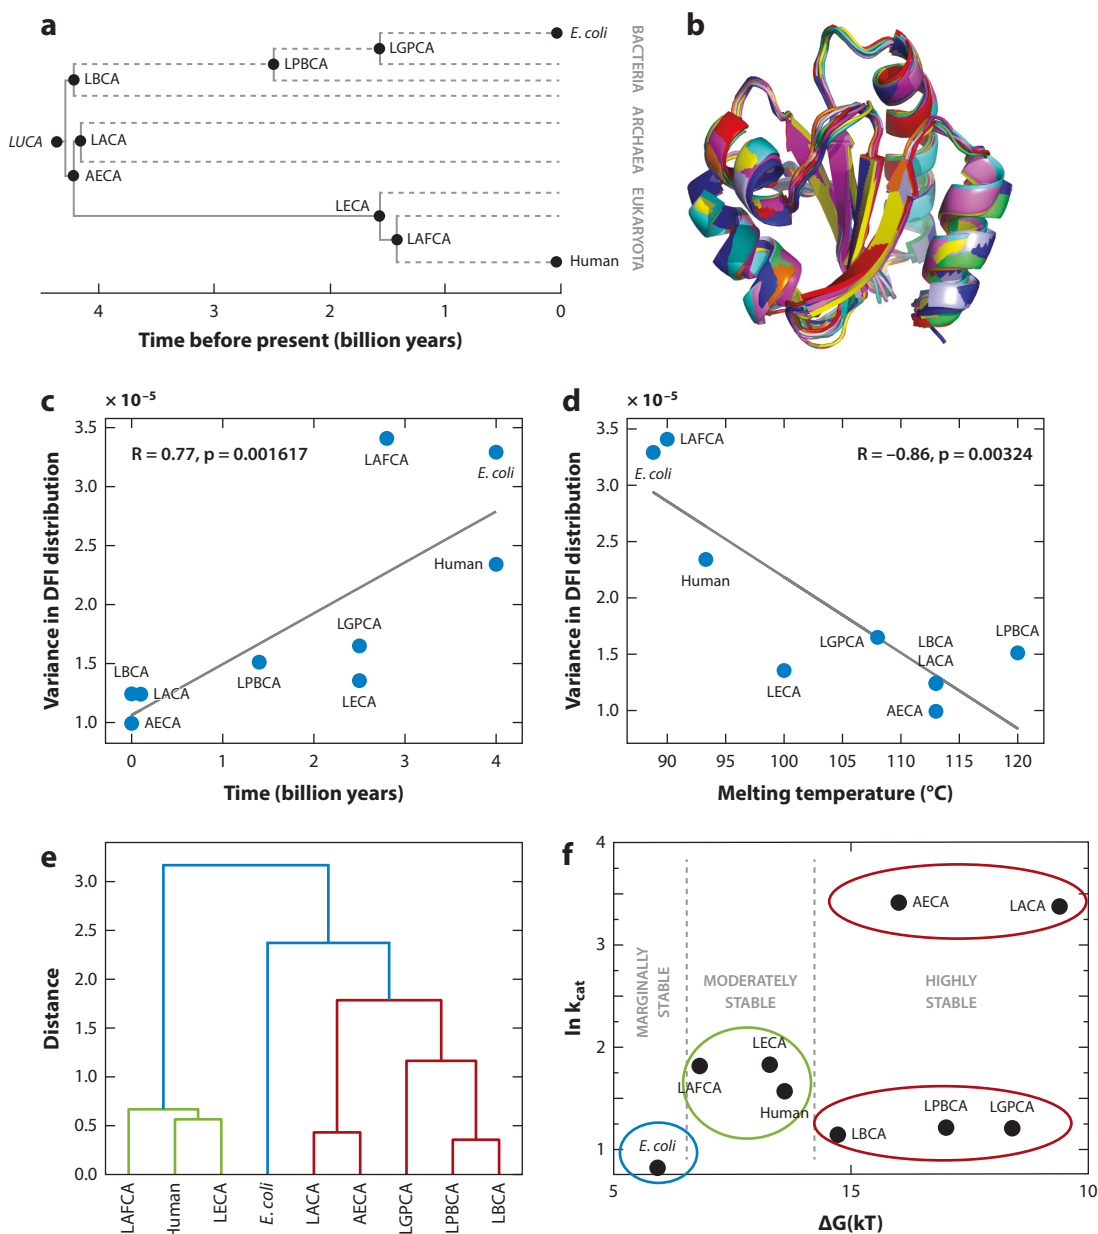 a
E. coli
LGPCA
LPBCA
LBCA
LUCA
LACA
AECA
LECA
LAFCA
Human
BACTERIA
ARCHAEA
EUKARYOTA
4
3
2
1
0
Time before present (billion years)
b
c
× 10⁻⁵
3.5
3.0
2.5
2.0
1.5
1.0
Variance in DFI distribution
R = 0.77, p = 0.001617
LAFCA
E. coli
Human
LGPCA
LPBCA
LECA
LBCA
LACA
AECA
0
1
2
3
4
Time (billion years)
d
× 10⁻⁵
3.5
3.0
2.5
2.0
1.5
1.0
Variance in DFI distribution
R = –0.86, p = 0.00324
LAFCA
E. coli
Human
LGPCA
LBCA
LACA
LPBCA
LECA
AECA
90
95
100
105
110
115
120
Melting temperature (°C)
e
3.0
2.5
2.0
1.5
1.0
0.5
0.0
Distance
LAFCA
Human
LECA
E. coli
LACA
AECA
LGPCA
LPBCA
LBCA
f
4
3
2
1
ln kcat
MARGINALLY
STABLE
MODERATELY
STABLE
HIGHLY
STABLE
AECA
LACA
LECA
LAFCA
Human
LPBCA
LGPCA
LBCA
E. coli
5
15
10
ΔG(kT)